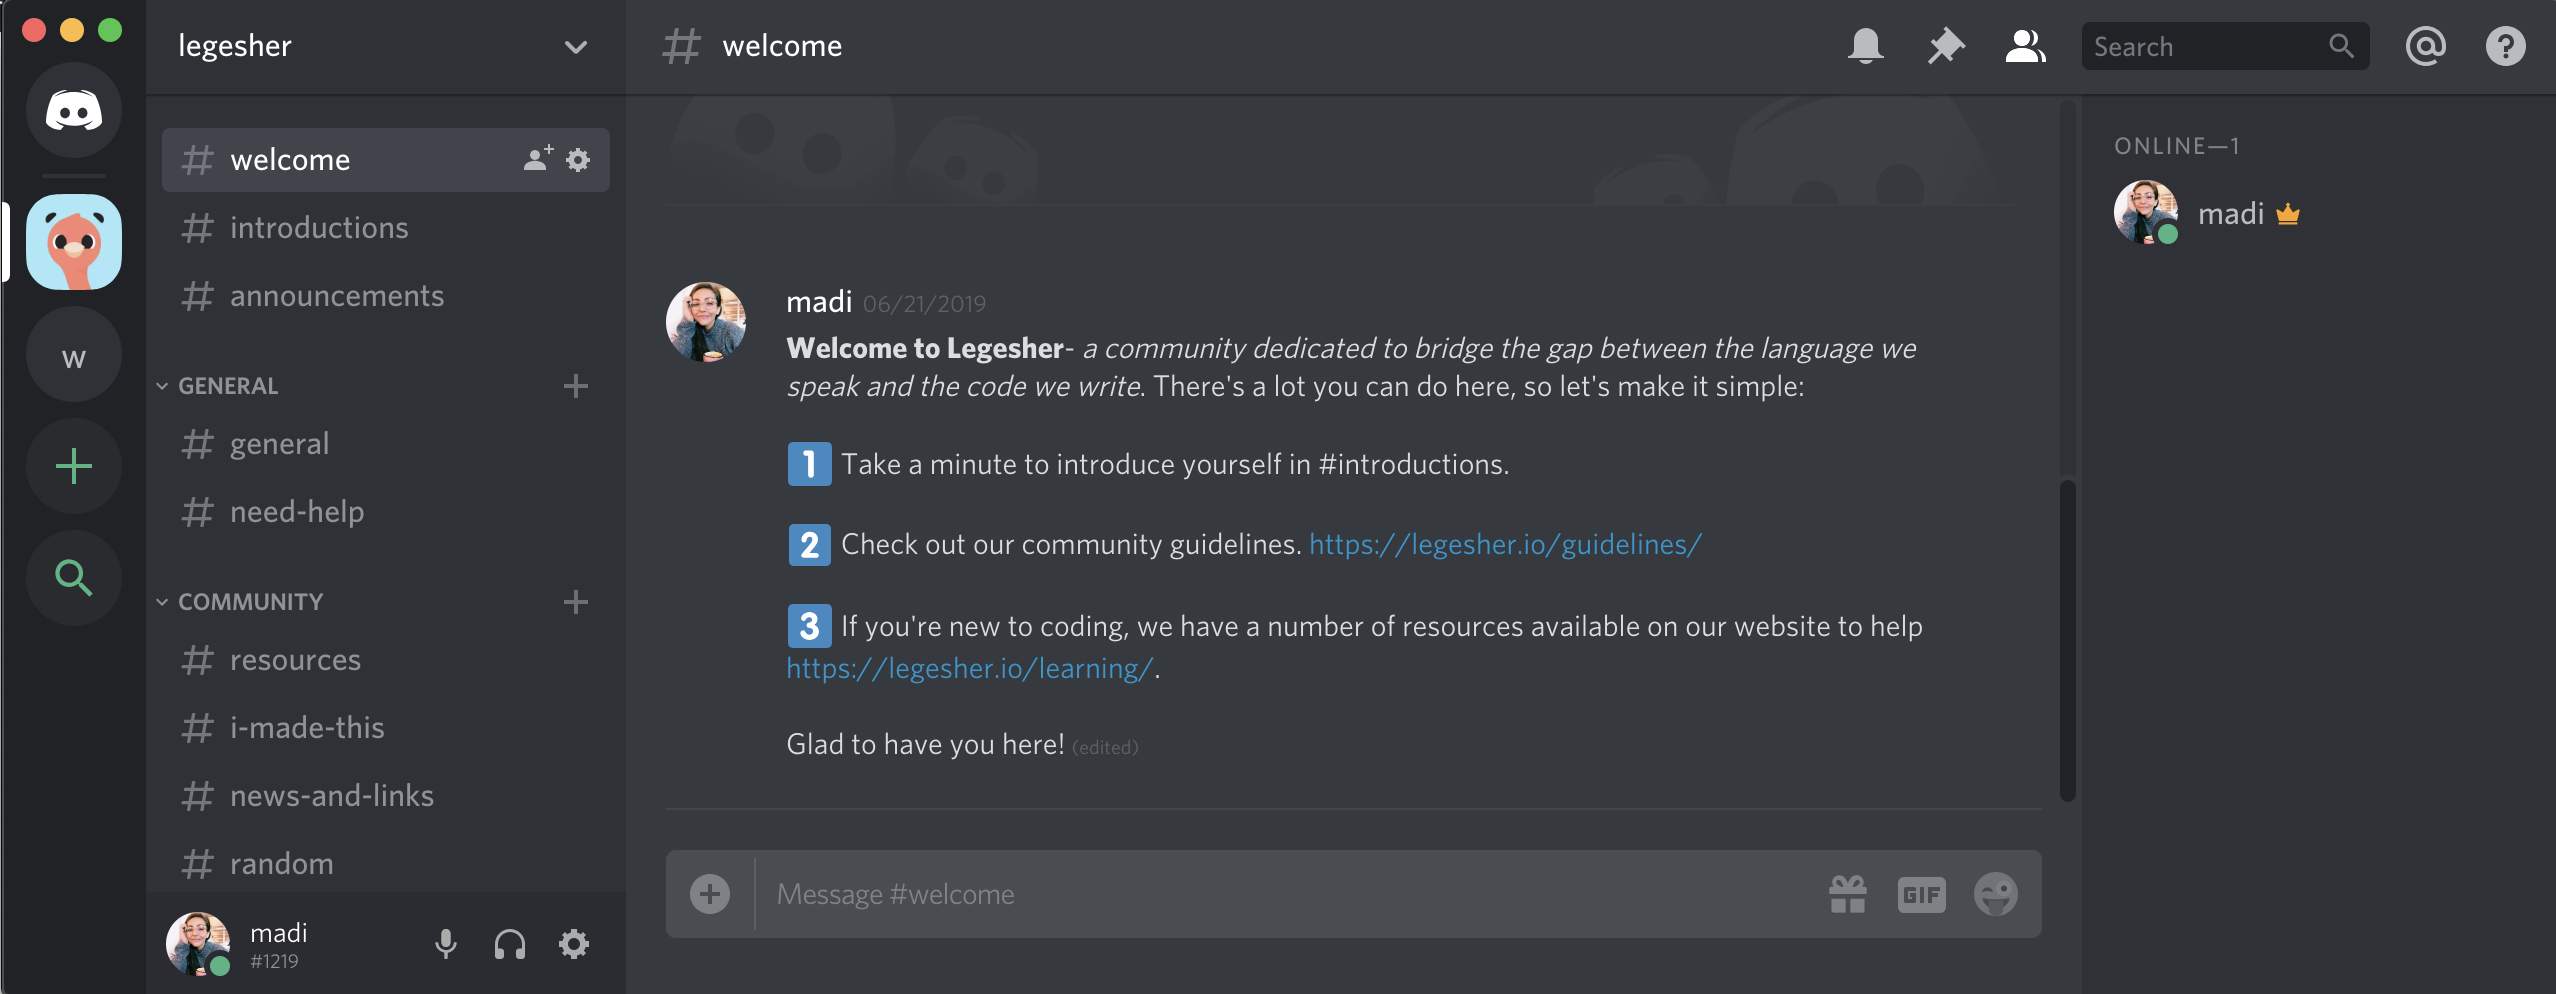 legesher
# welcome
Search
# welcome
# introductions
# announcements
W
GENERAL
# general
# need-help
COMMUNITY
# resources
# i-made-this
# news-and-links
# random
madi
#1219
madi 06/21/2019
Welcome to Legesher- a community dedicated to bridge the gap between the language we
speak and the code we write. There's a lot you can do here, so let's make it simple:
1 Take a minute to introduce yourself in #introductions.
2 Check out our community guidelines. https://legesher.io/guidelines/
3 If you're new to coding, we have a number of resources available on our website to help
https://legesher.io/learning/.
Glad to have you here! (edited)
Message #welcome
GIF
ONLINE—1
madi